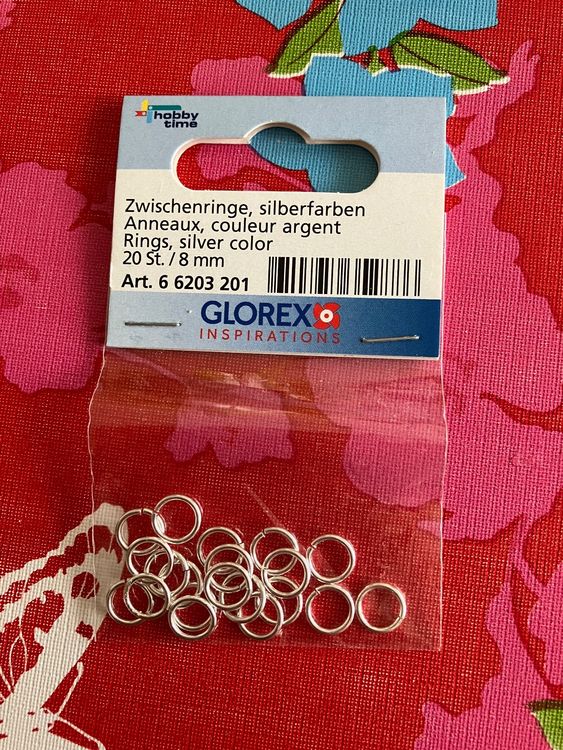 hobby
time
Zwischenringe, silberfarben
Anneaux, couleur argent
Rings, silver color
20 St. / 8 mm
Art. 6 6203 201
GLOREX
INSPIRATIONS